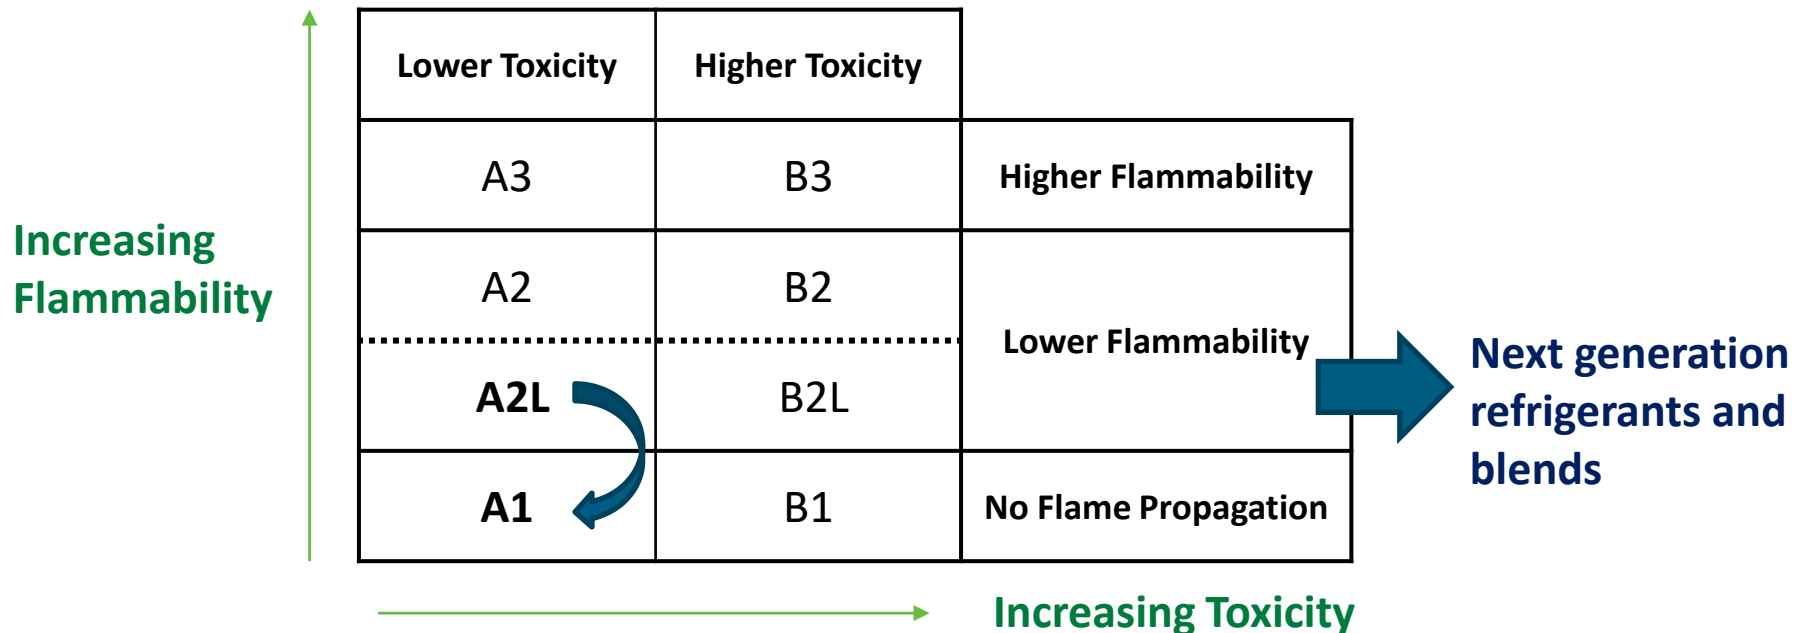 Lower Toxicity
Higher Toxicity
A3
B3
Higher Flammability
Increasing
Flammability
A2
B2
Lower Flammability
A2L
B2L
Next generation
refrigerants and
blends
A1
B1
No Flame Propagation
Increasing Toxicity